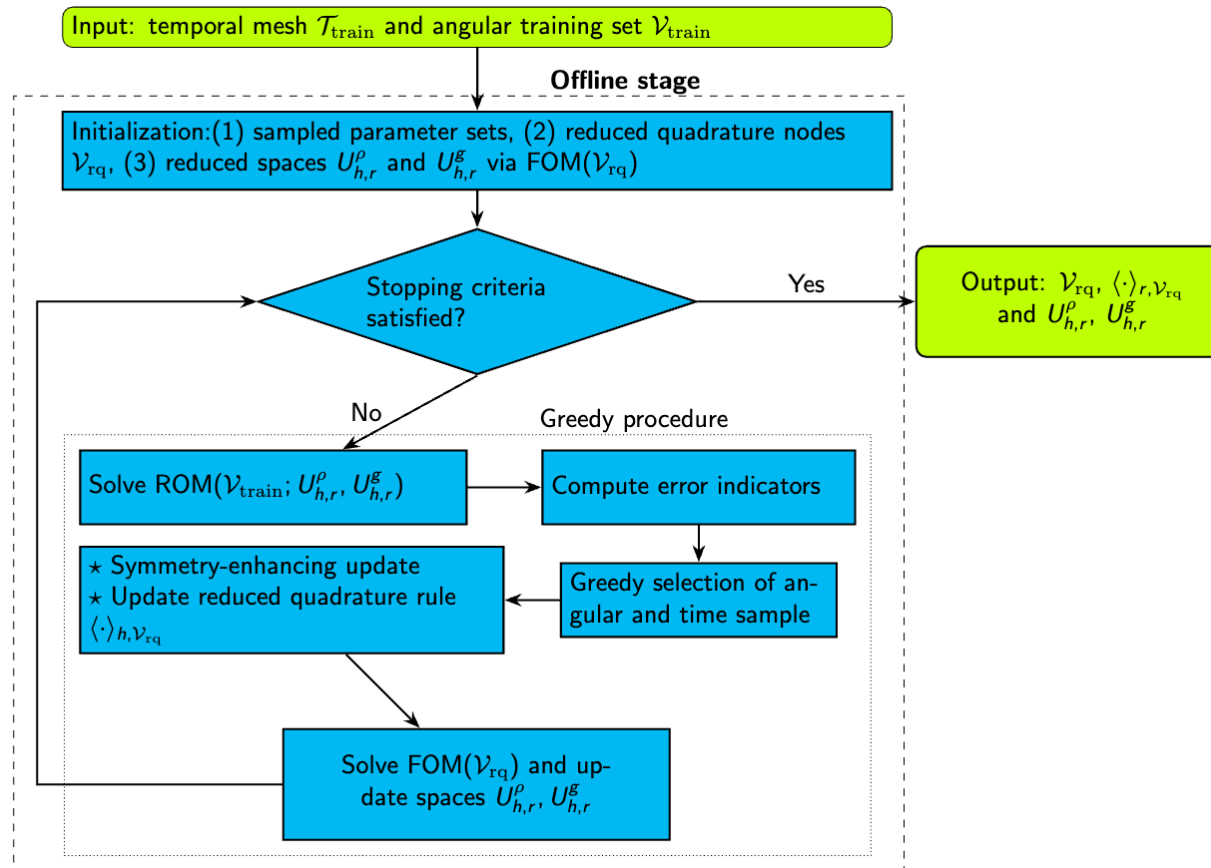 Input: temporal mesh 𝒯_train and angular training set 𝒱_train
Offline stage
Initialization:(1) sampled parameter sets, (2) reduced quadrature nodes
𝒱_rq, (3) reduced spaces U^ρ_{h,r} and U^g_{h,r} via FOM(𝒱_rq)
Stopping criteria
satisfied?
Yes
Output: 𝒱_rq, ⟨·⟩_{r,𝒱_rq}
and U^ρ_{h,r}, U^g_{h,r}
No
Greedy procedure
Solve ROM(𝒱_train; U^ρ_{h,r}, U^g_{h,r})
Compute error indicators
Greedy selection of an-
gular and time sample
⋆ Symmetry-enhancing update
⋆ Update reduced quadrature rule
⟨·⟩_{h,𝒱_rq}
Solve FOM(𝒱_rq) and up-
date spaces U^ρ_{h,r}, U^g_{h,r}